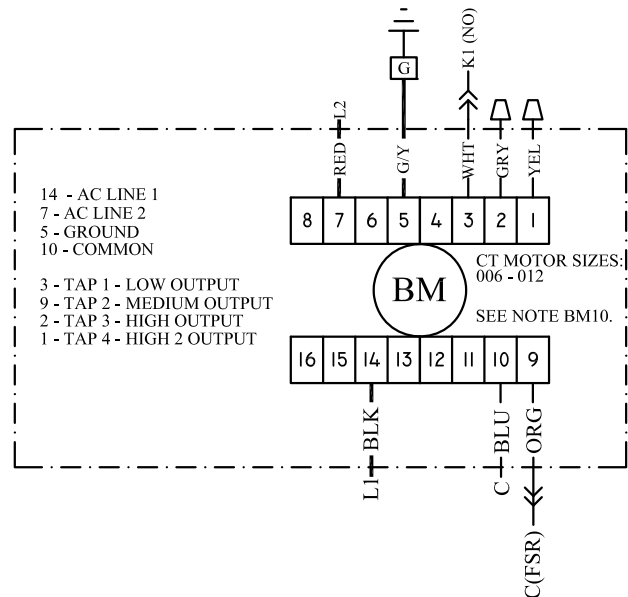 K1 (NO)
G
L2
RED
G/Y
WHT
GRY
YEL
14 - AC LINE 1
7 - AC LINE 2
5 - GROUND
10 - COMMON
3 - TAP 1 - LOW OUTPUT
9 - TAP 2 - MEDIUM OUTPUT
2 - TAP 3 - HIGH OUTPUT
1 - TAP 4 - HIGH 2 OUTPUT
8 7 6 5 4 3 2 1
BM
CT MOTOR SIZES:
006 - 012
SEE NOTE BM10.
16 15 14 13 12 11 10 9
BLK
BLU
ORG
L1
C
C(FSR)